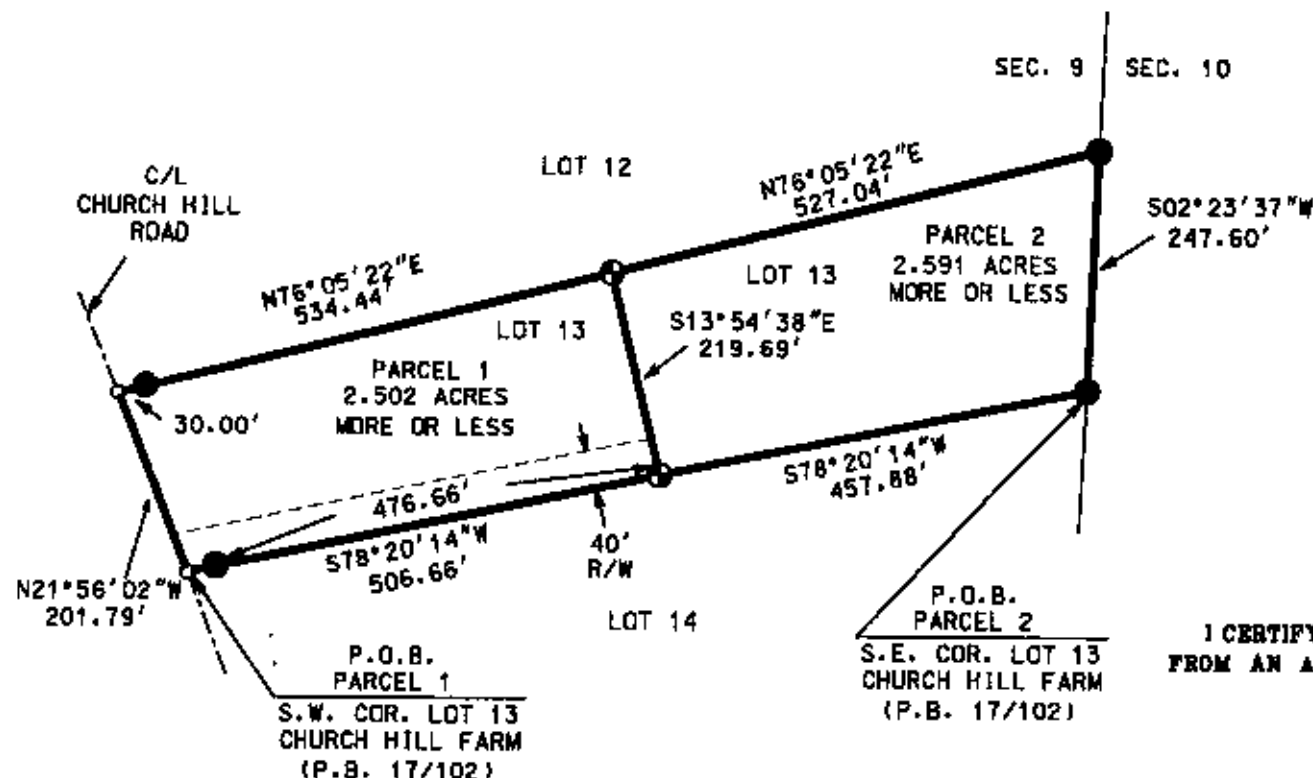 SEC. 9
SEC. 10
C/L
CHURCH HILL
ROAD
LOT 12
N76°05'22"E
527.04'
S02°23'37"W
247.60'
PARCEL 2
2.591 ACRES
MORE OR LESS
LOT 13
N76°05'22"E
534.44'
LOT 13
S13°54'38"E
219.69'
PARCEL 1
2.502 ACRES
MORE OR LESS
30.00'
476.66'
S78°20'14"W
506.66'
40'
R/W
S78°20'14"W
457.88'
N21°56'02"W
201.79'
LOT 14
P.O.B.
PARCEL 1
S.W. COR. LOT 13
CHURCH HILL FARM
(P.B. 17/102)
P.O.B.
PARCEL 2
S.E. COR. LOT 13
CHURCH HILL FARM
(P.B. 17/102)
I CERTIFY
FROM AN A